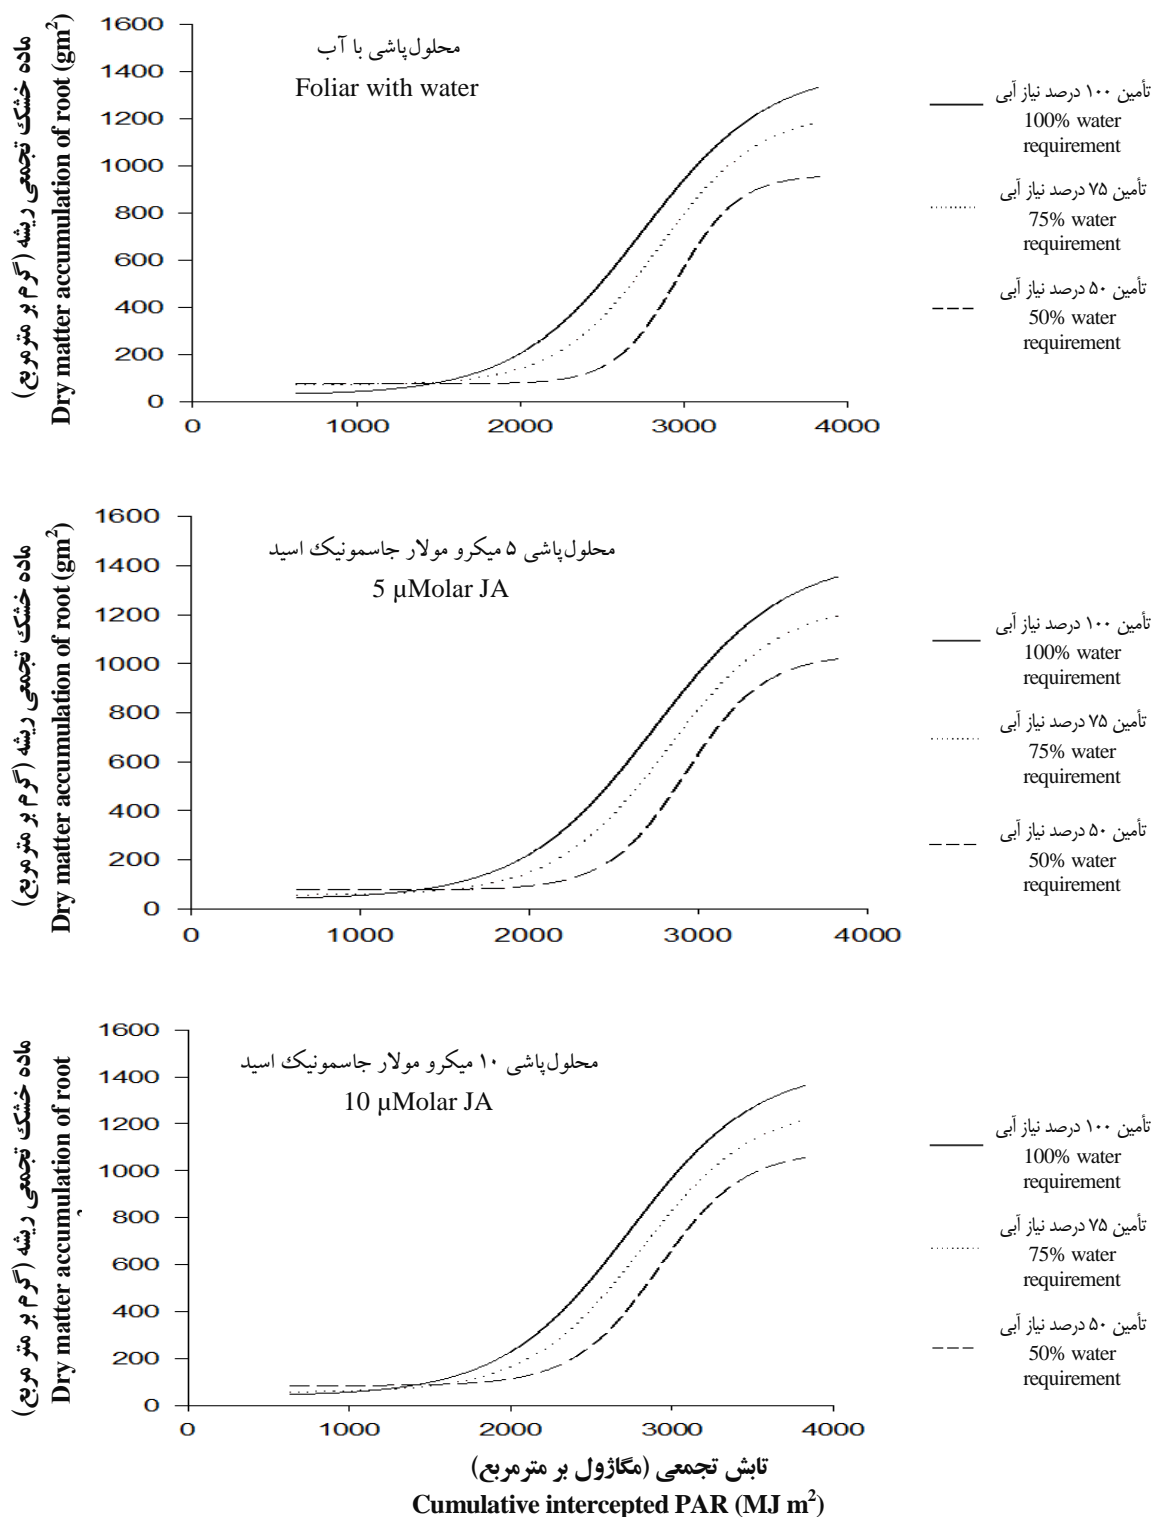 ماده خشک تجمعی ریشه (گرم بر مترمربع)
Dry matter accumulation of root (gm2)
1600
1400
1200
1000
800
600
400
200
0
محلول‌پاشی با آب
Foliar with water
0 1000 2000 3000 4000
تأمین ۱۰۰ درصد نیاز آبی
100% water
requirement
تأمین ۷۵ درصد نیاز آبی
75% water
requirement
تأمین ۵۰ درصد نیاز آبی
50% water
requirement
ماده خشک تجمعی ریشه (گرم بر مترمربع)
Dry matter accumulation of root (gm2)
1600
1400
1200
1000
800
600
400
200
0
محلول‌پاشی ۵ میکرو مولار جاسمونیک اسید
5 µMolar JA
0 1000 2000 3000 4000
تأمین ۱۰۰ درصد نیاز آبی
100% water
requirement
تأمین ۷۵ درصد نیاز آبی
75% water
requirement
تأمین ۵۰ درصد نیاز آبی
50% water
requirement
ماده خشک تجمعی ریشه (گرم بر متر مربع)
Dry matter accumulation of root
1600
1400
1200
1000
800
600
400
200
0
محلول‌پاشی ۱۰ میکرو مولار جاسمونیک اسید
10 µMolar JA
0 1000 2000 3000 4000
تأمین ۱۰۰ درصد نیاز آبی
100% water
requirement
تأمین ۷۵ درصد نیاز آبی
75% water
requirement
تأمین ۵۰ درصد نیاز آبی
50% water
requirement
تابش تجمعی (مگاژول بر مترمربع)
Cumulative intercepted PAR (MJ m2)